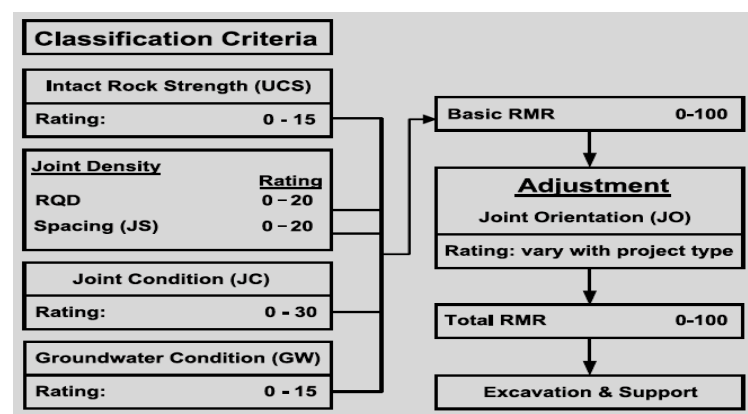 Classification Criteria
Intact Rock Strength (UCS)
Rating: 0 - 15
Joint Density
Rating
RQD 0 - 20
Spacing (JS) 0 - 20
Joint Condition (JC)
Rating: 0 - 30
Groundwater Condition (GW)
Rating: 0 - 15
Basic RMR 0-100
Adjustment
Joint Orientation (JO)
Rating: vary with project type
Total RMR 0-100
Excavation & Support